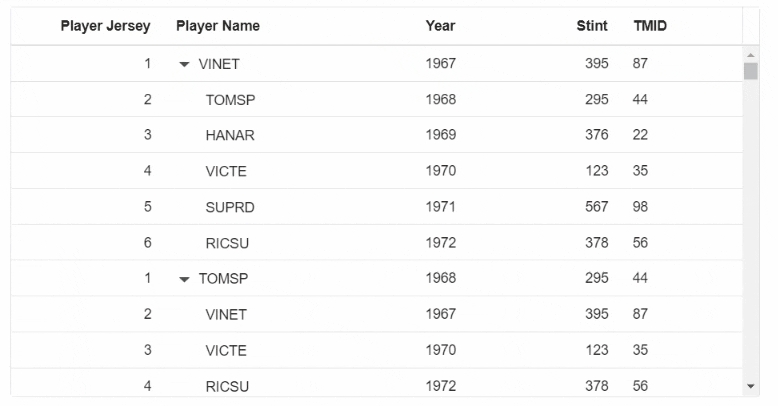 Player Jersey Player Name Year Stint TMID
1 VINET 1967 395 87
2 TOMSP 1968 295 44
3 HANAR 1969 376 22
4 VICTE 1970 123 35
5 SUPRD 1971 567 98
6 RICSU 1972 378 56
1 TOMSP 1968 295 44
2 VINET 1967 395 87
3 VICTE 1970 123 35
4 RICSU 1972 378 56